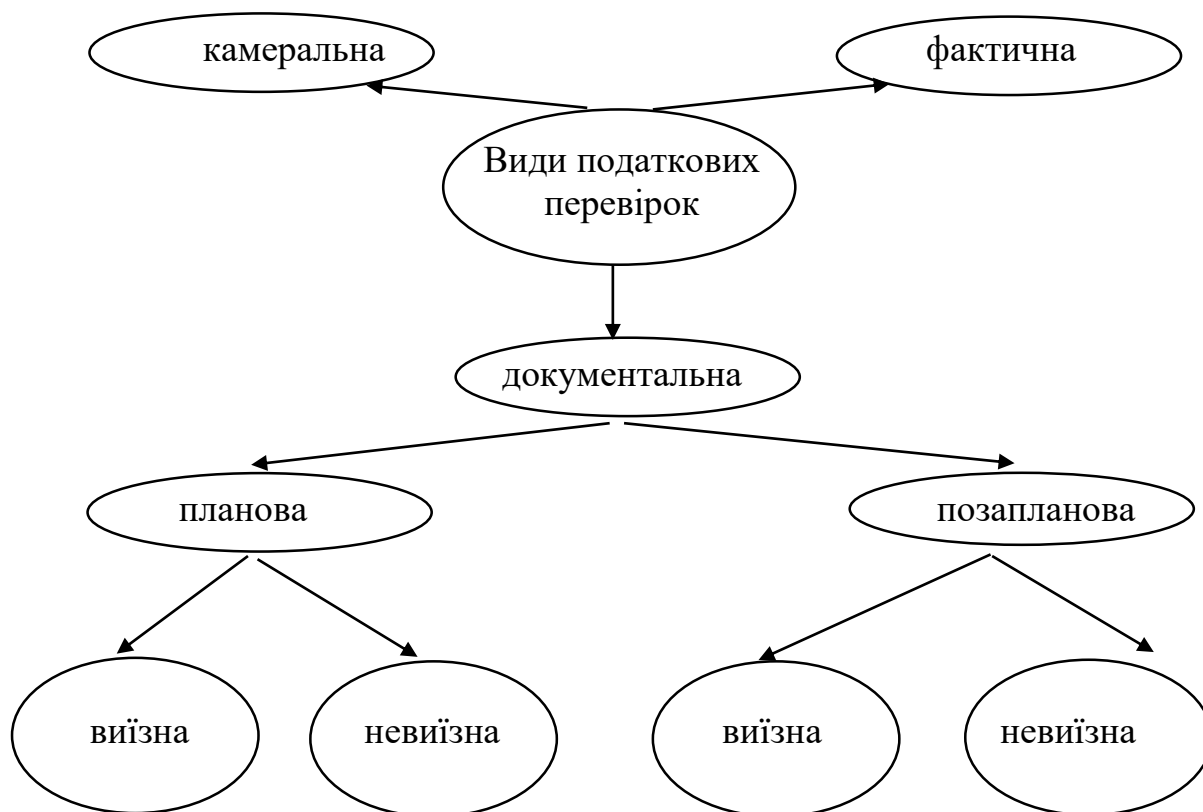 камеральна
фактична
Види податкових
перевірок
документальна
планова
позапланова
виїзна
невиїзна
виїзна
невиїзна